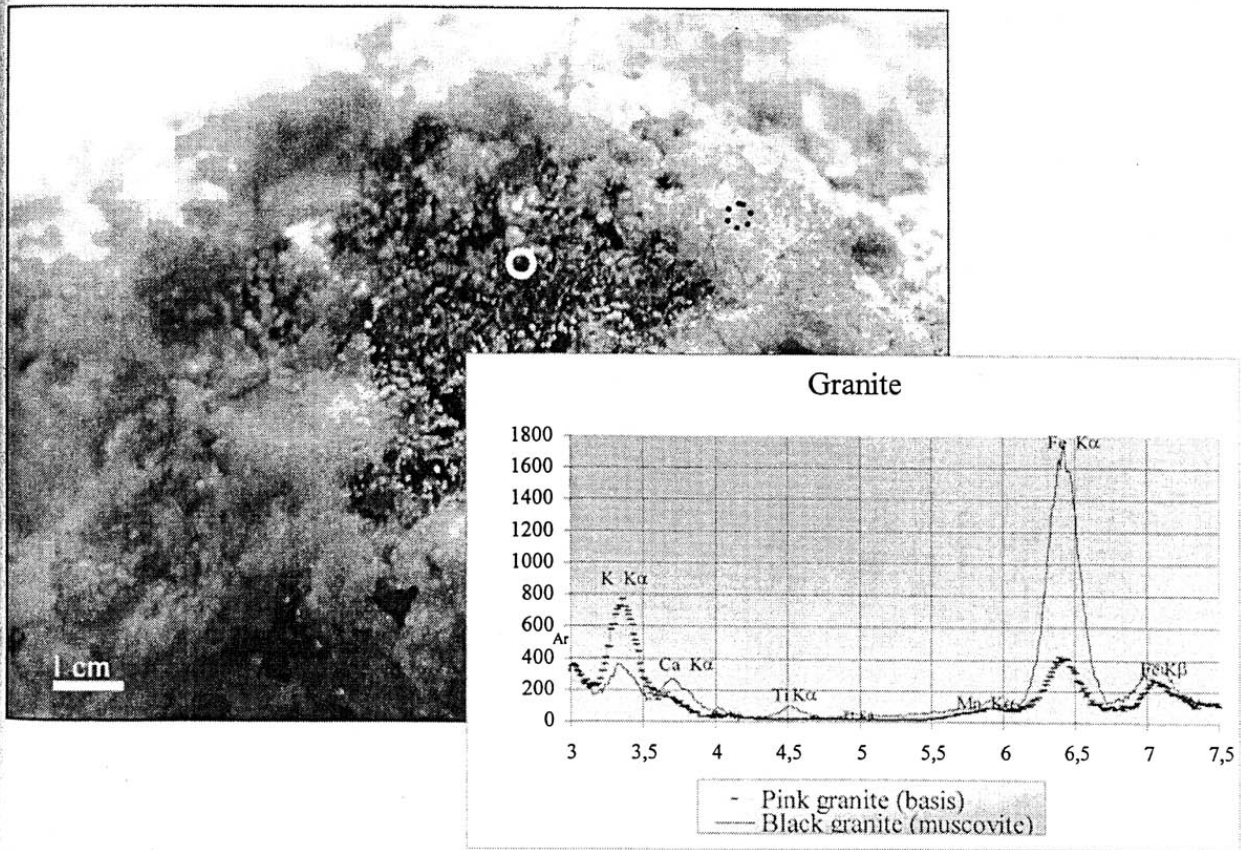 1 cm
Granite
1800
1600
1400
1200
1000
800
600
400
200
0
Fe Kα
K Kα
Ar
Ca Kα
Ti Kα
Mn Kα
Fe Kβ
3 3,5 4 4,5 5 5,5 6 6,5 7 7,5
- Pink granite (basis)
— Black granite (muscovite)